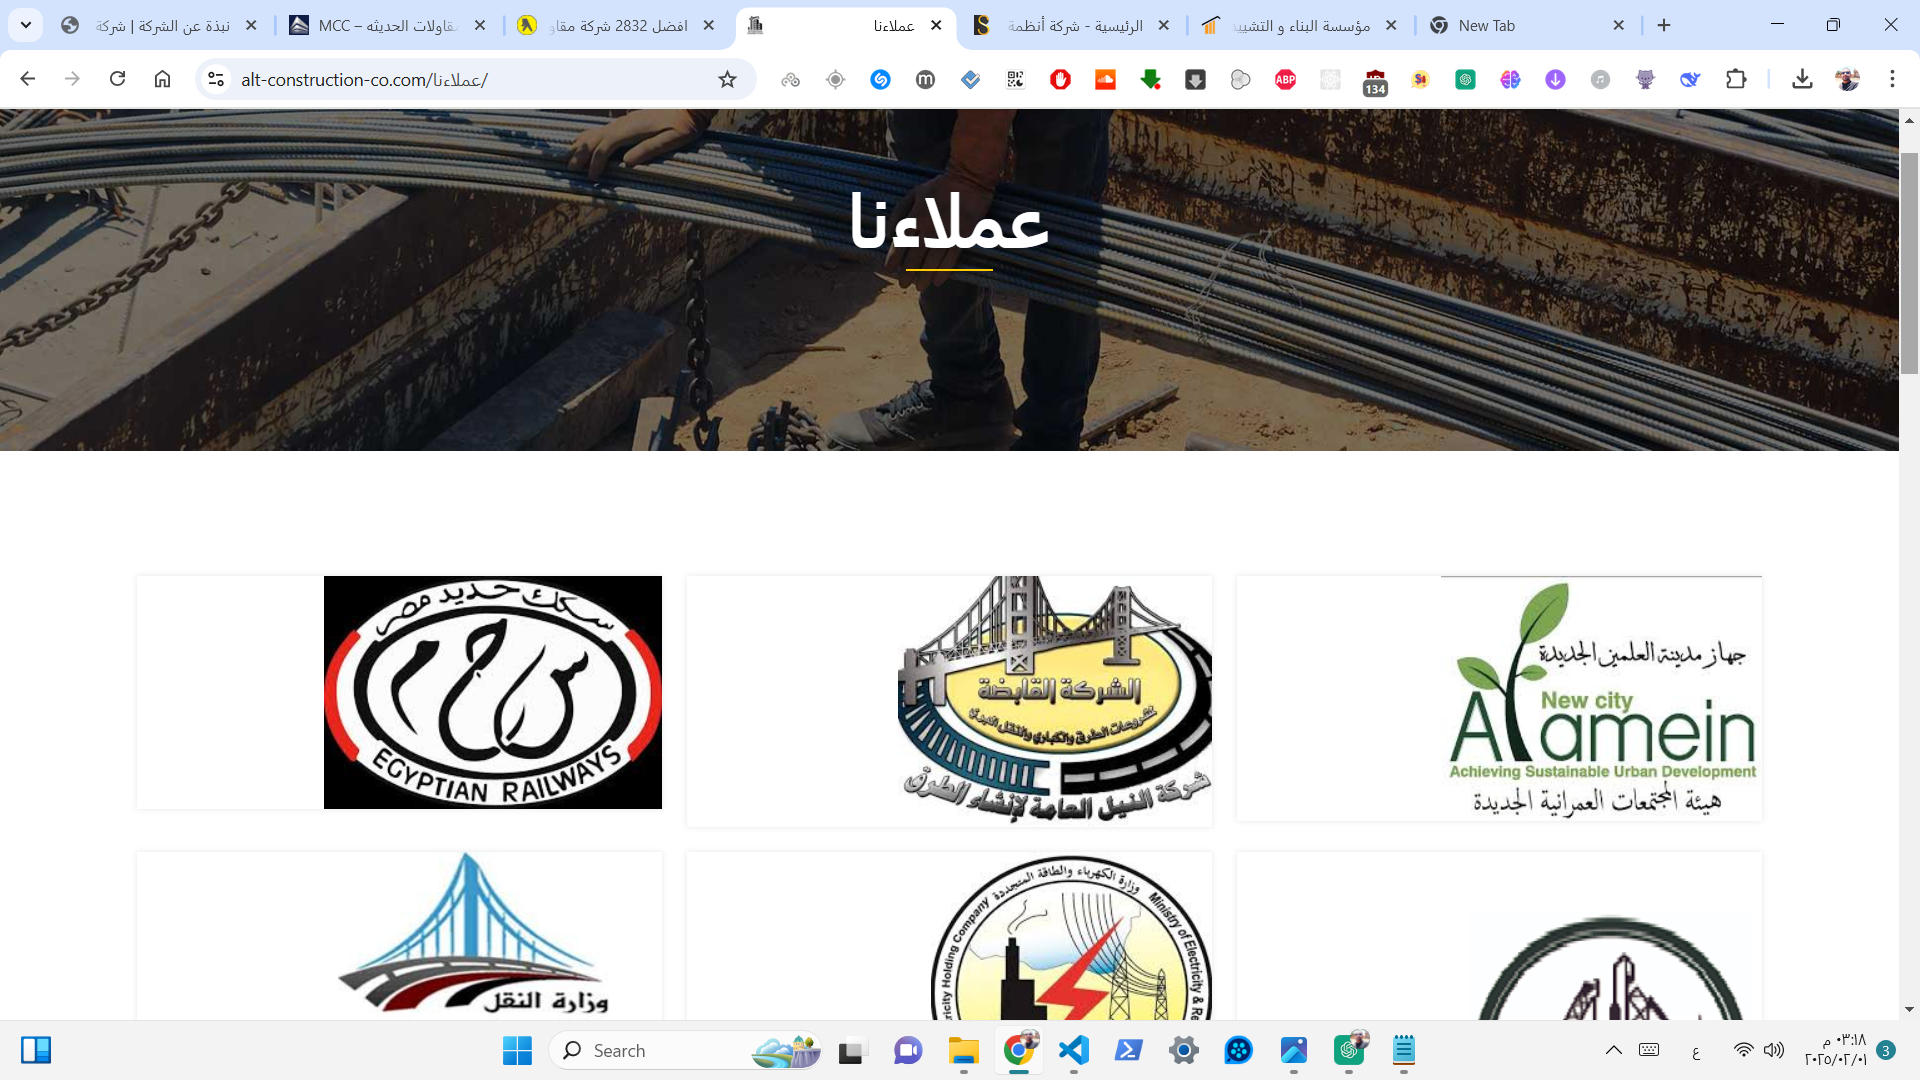 نبذة عن الشركة | شركة
MCC – مقاولات الحديثه
افضل 2832 شركة مقاو
عملاءنا
الرئيسية - شركة أنظمة
مؤسسة البناء و التشييد
New Tab
alt-construction-co.com/عملاءنا/
ABP
134
عملاءنا
سكك حديد مصر
س ح م
EGYPTIAN RAILWAYS
الشركة القابضة
لمشروعات الطرق والكباري والنقل البري
شركة النيل العامة لإنشاء الطرق
جهاز مدينة العلمين الجديدة
New city
Alamein
Achieving Sustainable Urban Development
هيئة المجتمعات العمرانية الجديدة
وزارة النقل
وزارة الكهرباء والطاقة المتجددة
Ministry of Electricity & Re
ricity Holding Company
Search
ع
٠٣:١٨ م
٢٠٢٥/٠٢/٠١
3